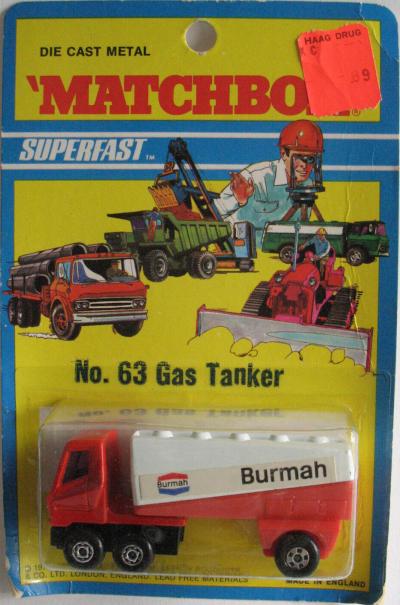 DIE CAST METAL
HAAG DRUG
C
89
"MATCHBO
®
SUPERFAST™
No. 63 Gas Tanker
Burmah
Burmah
& CO. LTD. LONDON, ENGLAND. LEAD FREE MATERIALS
MADE IN ENGLAND